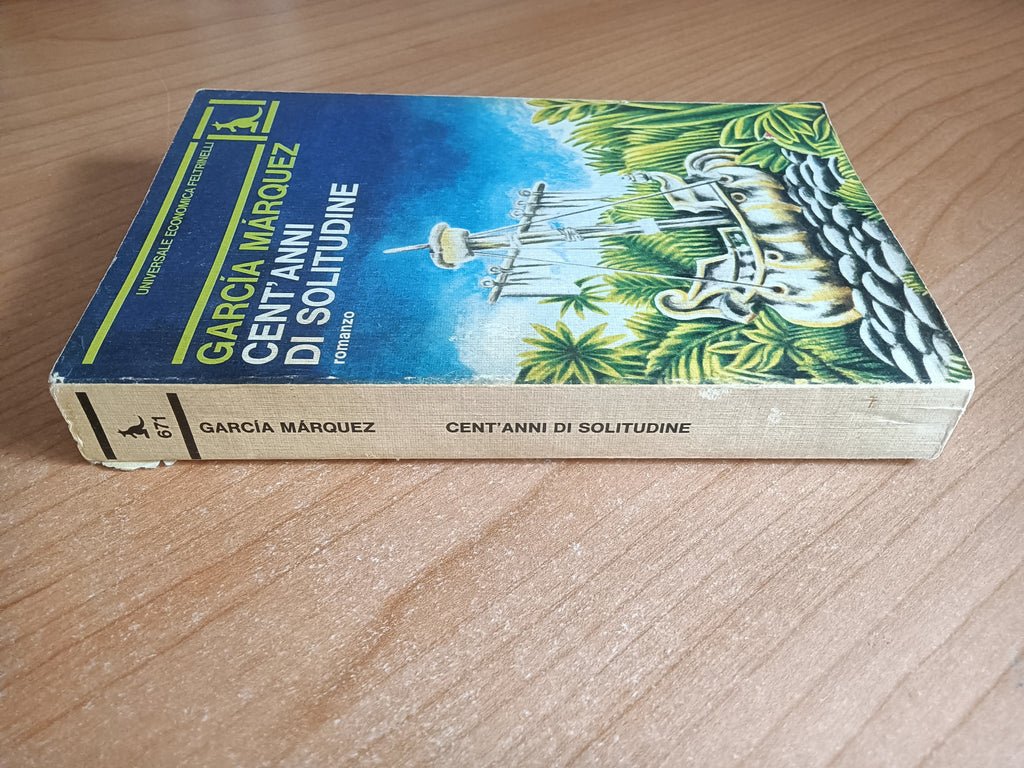 UNIVERSALE ECONOMICA FELTRINELLI
GARCÍA MÁRQUEZ
CENT'ANNI
DI SOLITUDINE
romanzo
671
GARCÍA MÁRQUEZ CENT'ANNI DI SOLITUDINE